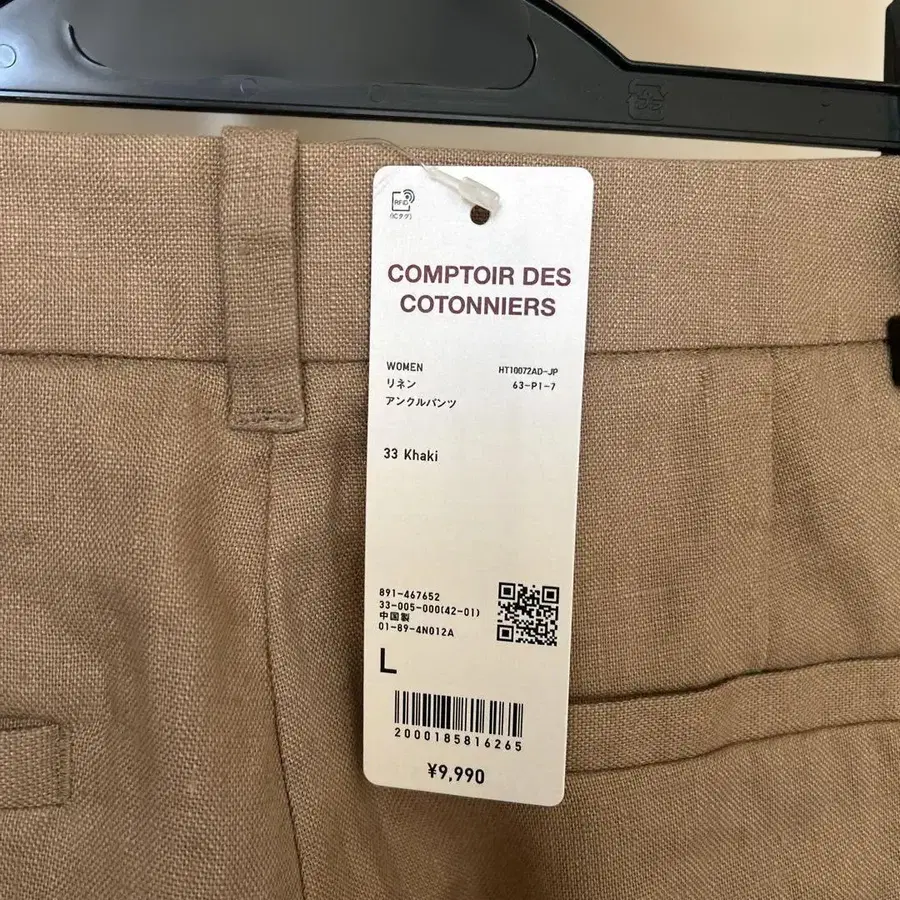 RFID
(ICタグ)
COMPTOIR DES
COTONNIERS
WOMEN HT10072AD-JP
リネン 63-P1-7
アンクルパンツ
33 Khaki
891-467652
33-005-000(42-01)
中国製
01-89-4N012A
L
2000185816265
¥9,990